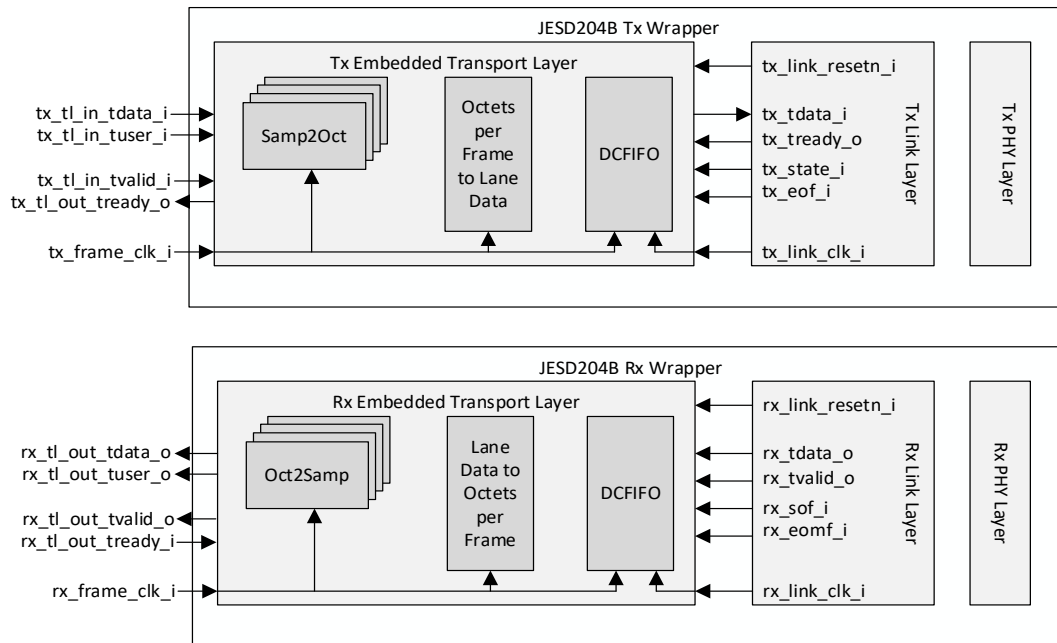 JESD204B Tx Wrapper
Tx Embedded Transport Layer
tx_tl_in_tdata_i
tx_tl_in_tuser_i
tx_tl_in_tvalid_i
tx_tl_out_tready_o
tx_frame_clk_i
Samp2Oct
Octets
per
Frame
to Lane
Data
DCFIFO
tx_link_resetn_i
tx_tdata_i
tx_tready_o
tx_state_i
tx_eof_i
tx_link_clk_i
Tx Link Layer
Tx PHY Layer
JESD204B Rx Wrapper
Rx Embedded Transport Layer
rx_tl_out_tdata_o
rx_tl_out_tuser_o
rx_tl_out_tvalid_o
rx_tl_out_tready_i
rx_frame_clk_i
Oct2Samp
Lane
Data to
Octets
per
Frame
DCFIFO
rx_link_resetn_i
rx_tdata_o
rx_tvalid_o
rx_sof_i
rx_eomf_i
rx_link_clk_i
Rx Link Layer
Rx PHY Layer